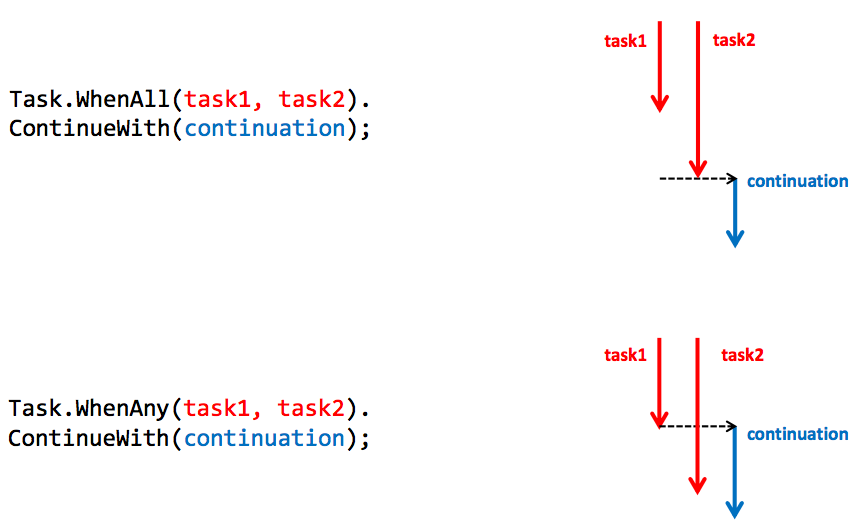 task1
task2
Task.WhenAll(task1, task2).
ContinueWith(continuation);
continuation
task1
task2
Task.WhenAny(task1, task2).
ContinueWith(continuation);
continuation